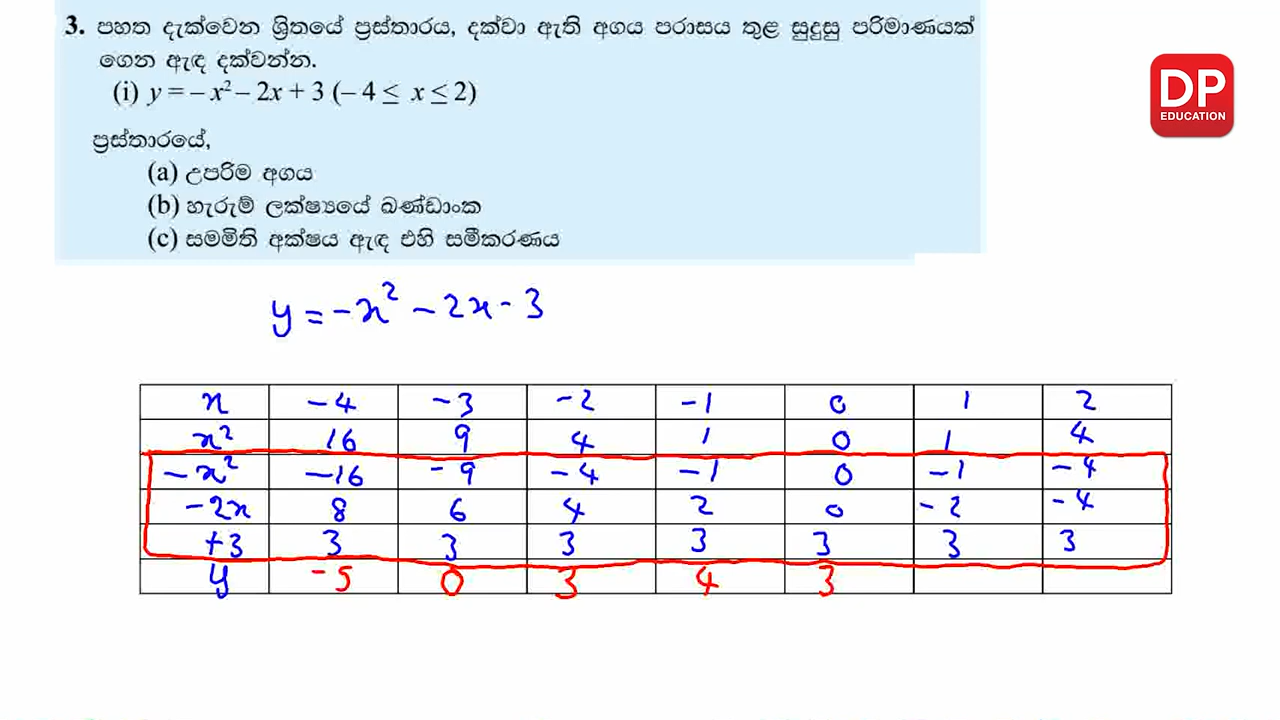 3. පහත දැක්වෙන ශ්‍රිතයේ ප්‍රස්තාරය, දක්වා ඇති අගය පරාසය තුළ සුදුසු පරිමාණයක්
ගෙන ඇඳ දක්වන්න.
(i) y = – x² – 2x + 3 (– 4 ≤ x ≤ 2)
DP
EDUCATION
ප්‍රස්තාරයේ,
(a) උපරිම අගය
(b) හැරුම් ලක්ෂ්‍යයේ ඛණ්ඩාංක
(c) සමමිති අක්ෂය ඇඳ එහි සමීකරණය
y = -x² - 2x - 3
x -4 -3 -2 -1 0 1 2
x² 16 9 4 1 0 1 4
-x² -16 -9 -4 -1 0 -1 -4
-2x 8 6 4 2 0 -2 -4
+3 3 3 3 3 3 3 3
y -5 0 3 4 3